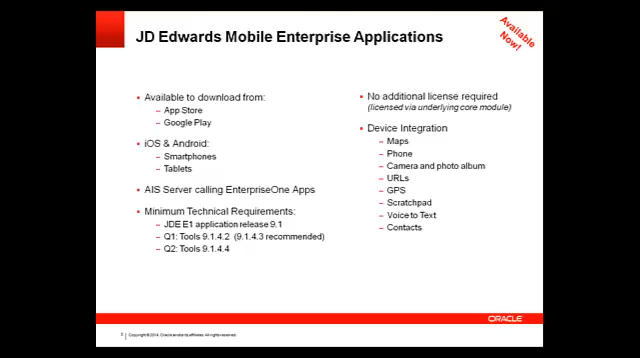 JD Edwards Mobile Enterprise Applications
Available
Now!
• Available to download from:
– App Store
– Google Play
• iOS & Android:
– Smartphones
– Tablets
• AIS Server calling EnterpriseOne Apps
• Minimum Technical Requirements:
– JDE E1 application release 9.1
– Q1: Tools 9.1.4.2 (9.1.4.3 recommended)
– Q2: Tools 9.1.4.4
• No additional license required
(licensed via underlying core module)
• Device Integration
– Maps
– Phone
– Camera and photo album
– URLs
– GPS
– Scratchpad
– Voice to Text
– Contacts
ORACLE
Copyright © 2014, Oracle and/or its affiliates. All rights reserved.